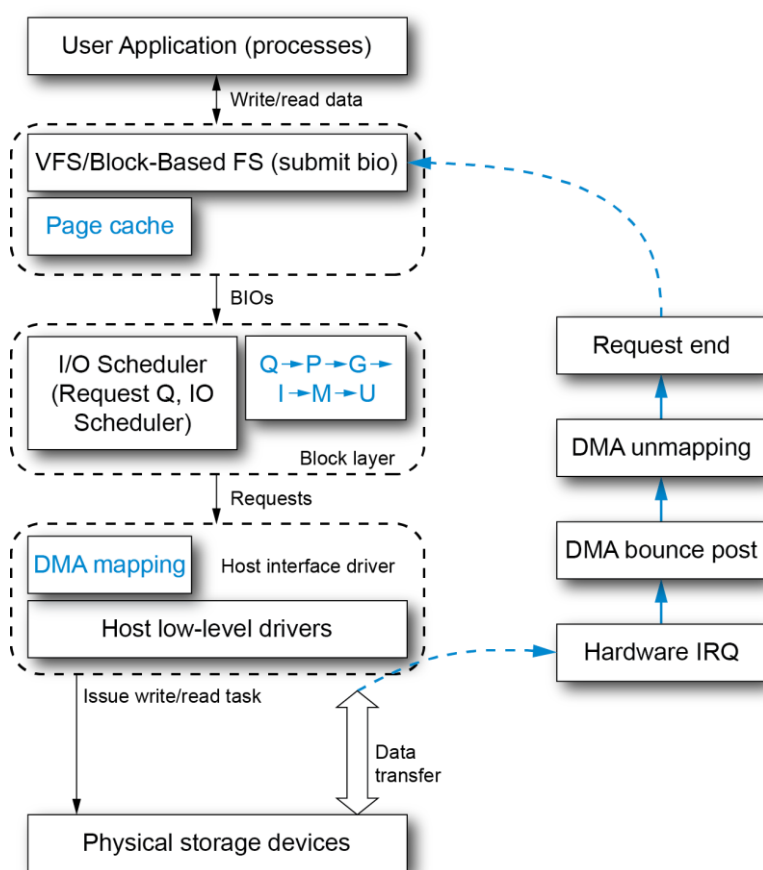 User Application (processes)
Write/read data
VFS/Block-Based FS (submit bio)
Page cache
BIOs
I/O Scheduler
(Request Q, IO
Scheduler)
Q→P→G→
I→M→U
Block layer
Requests
DMA mapping
Host interface driver
Host low-level drivers
Issue write/read task
Data
transfer
Physical storage devices
Request end
DMA unmapping
DMA bounce post
Hardware IRQ